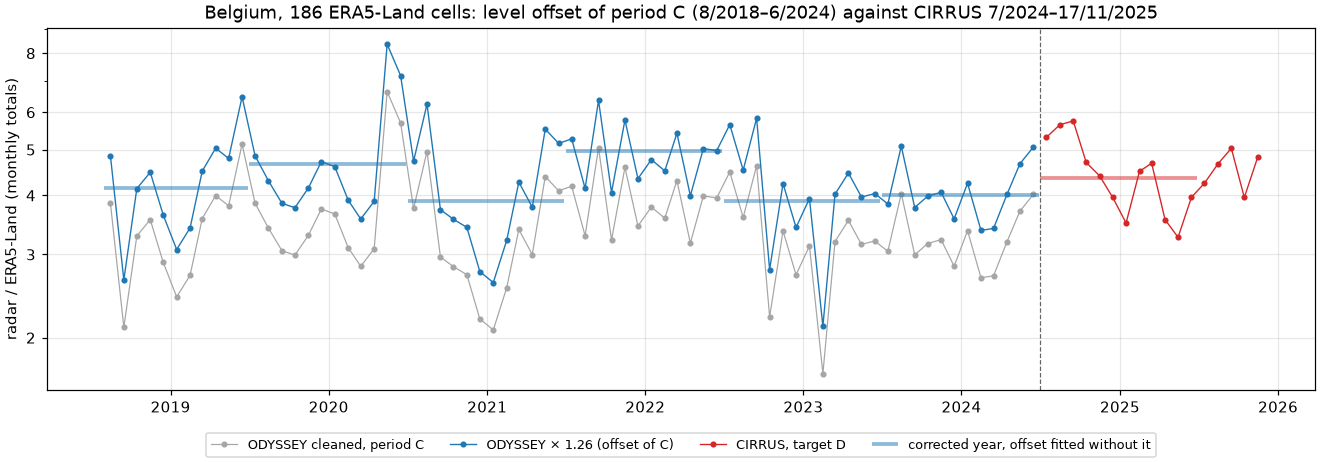 Belgium, 186 ERA5-Land cells: level offset of period C (8/2018–6/2024) against CIRRUS 7/2024–17/11/2025
radar / ERA5-Land (monthly totals)
8
6
5
4
3
2
2019 2020 2021 2022 2023 2024 2025 2026
ODYSSEY cleaned, period C ODYSSEY × 1.26 (offset of C) CIRRUS, target D corrected year, offset fitted without it